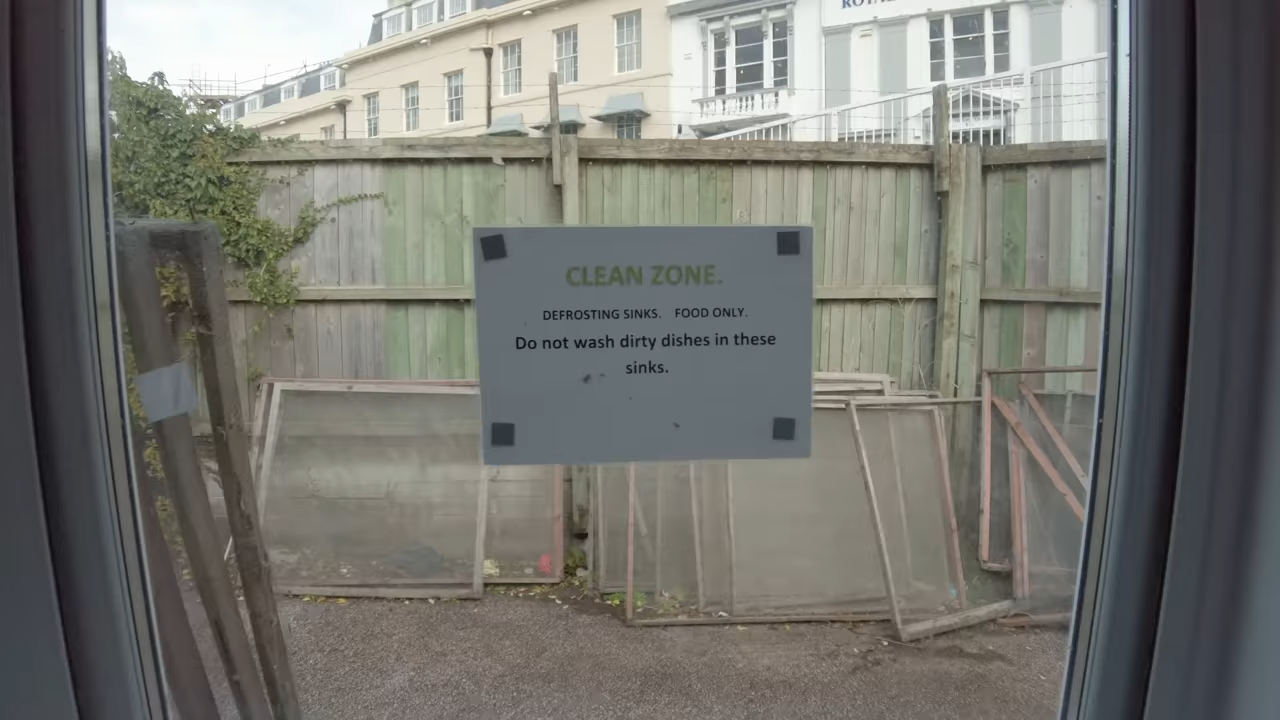 CLEAN ZONE.
DEFROSTING SINKS. FOOD ONLY.
Do not wash dirty dishes in these
sinks.